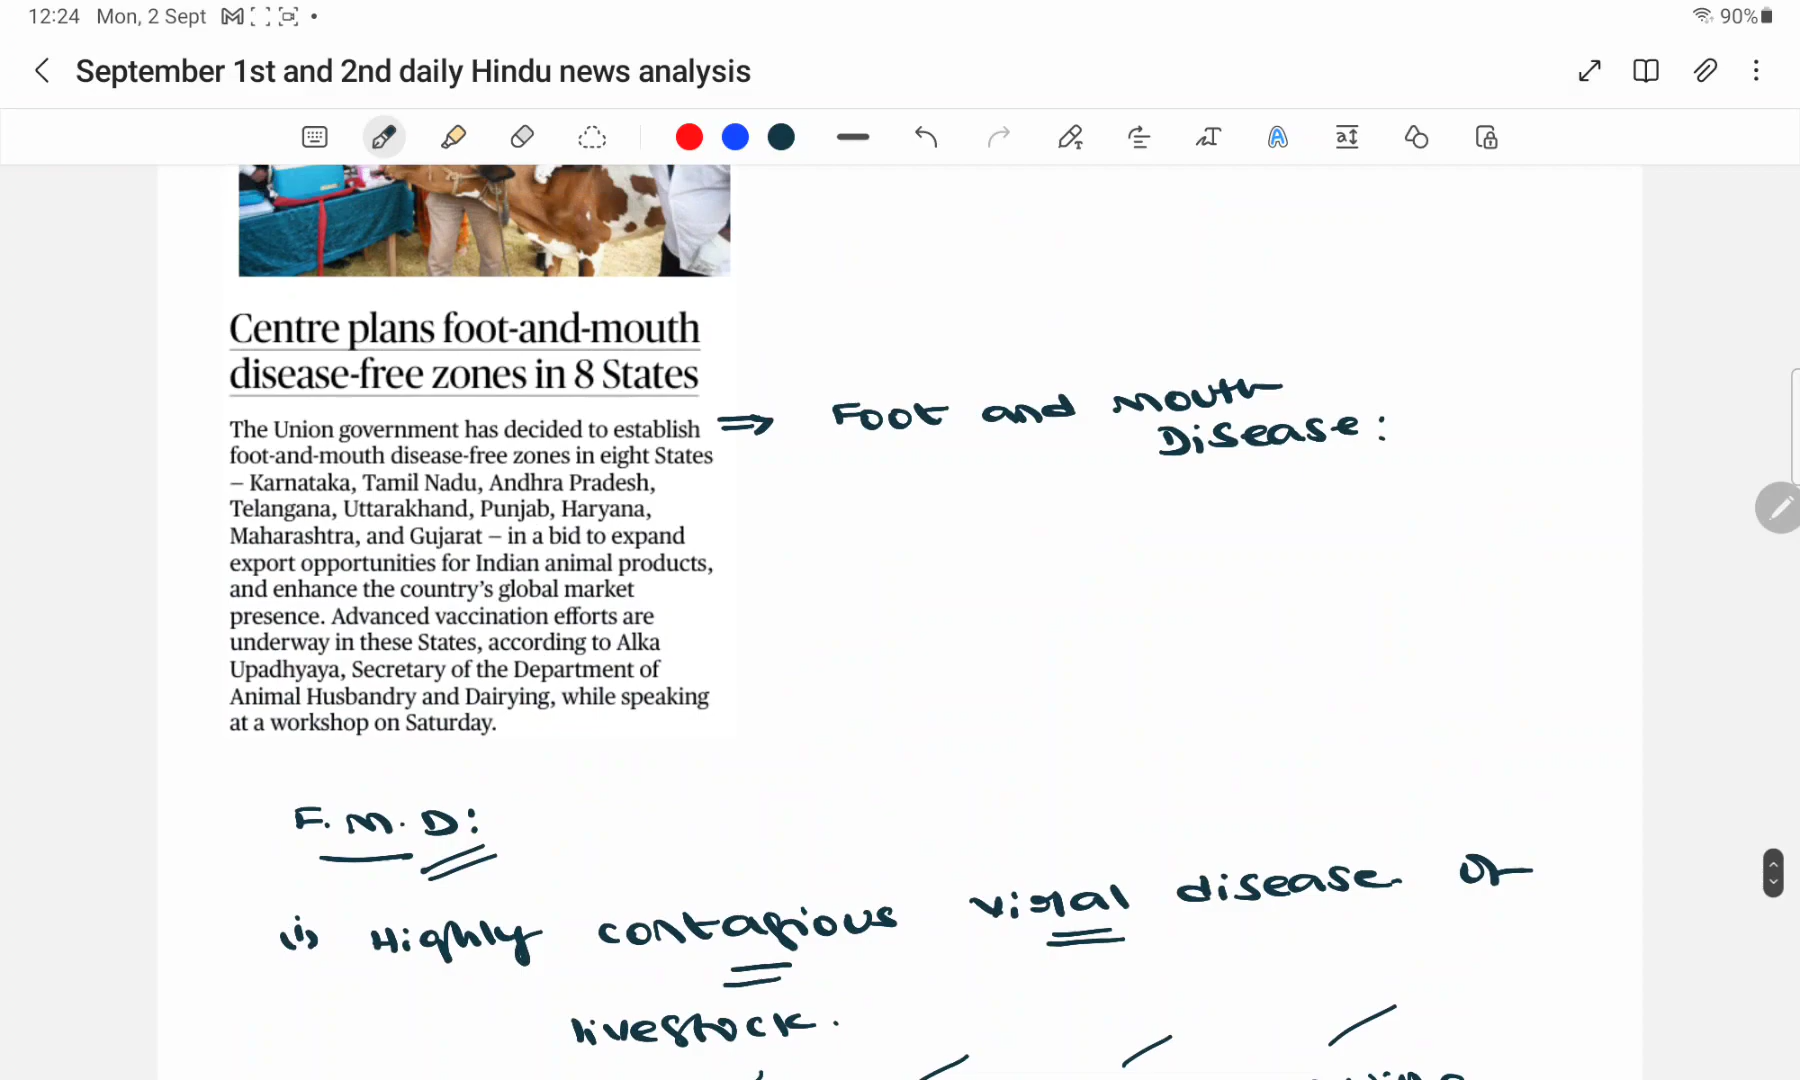 12:24 Mon, 2 Sept
90%
September 1st and 2nd daily Hindu news analysis
Centre plans foot-and-mouth
disease-free zones in 8 States
The Union government has decided to establish
foot-and-mouth disease-free zones in eight States
– Karnataka, Tamil Nadu, Andhra Pradesh,
Telangana, Uttarakhand, Punjab, Haryana,
Maharashtra, and Gujarat – in a bid to expand
export opportunities for Indian animal products,
and enhance the country's global market
presence. Advanced vaccination efforts are
underway in these States, according to Alka
Upadhyaya, Secretary of the Department of
Animal Husbandry and Dairying, while speaking
at a workshop on Saturday.
⇒ Foot and Mouth
Disease:
F.M.D:
(i) Highly contagious viral disease of
livestock.